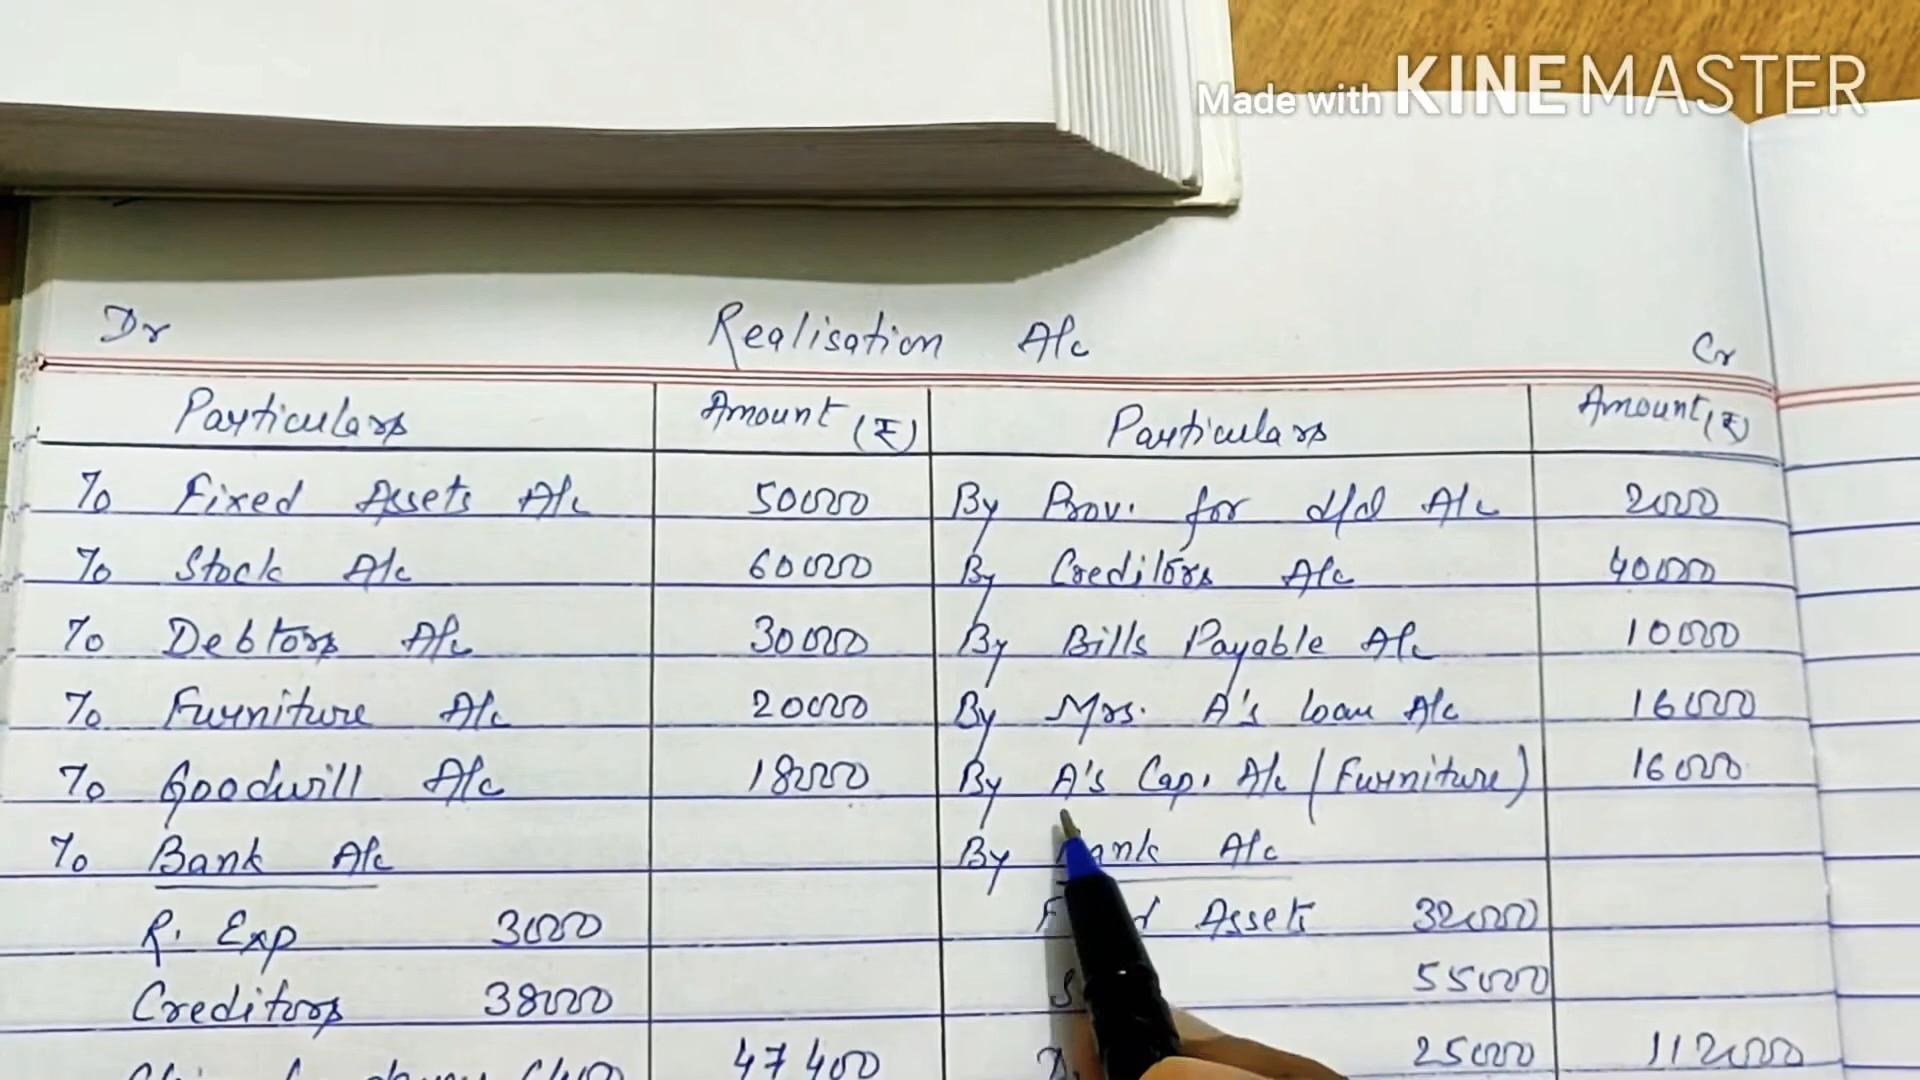 Made with KINEMASTER
Dr Realisation A/c Cr
Particulars Amount (₹) Particulars Amount (₹)
To Fixed Assets A/c 50000 By Prov. for d/d A/c 2000
To Stock A/c 60000 By Creditors A/c 40000
To Debtors A/c 30000 By Bills Payable A/c 10000
To Furniture A/c 20000 By Mrs. A's loan A/c 16000
To Goodwill A/c 18000 By A's Cap. A/c (Furniture) 16000
To Bank A/c By Bank A/c
R. Exp 3000 Assets 32000
Creditors 38000 55000
47400 25000 112000